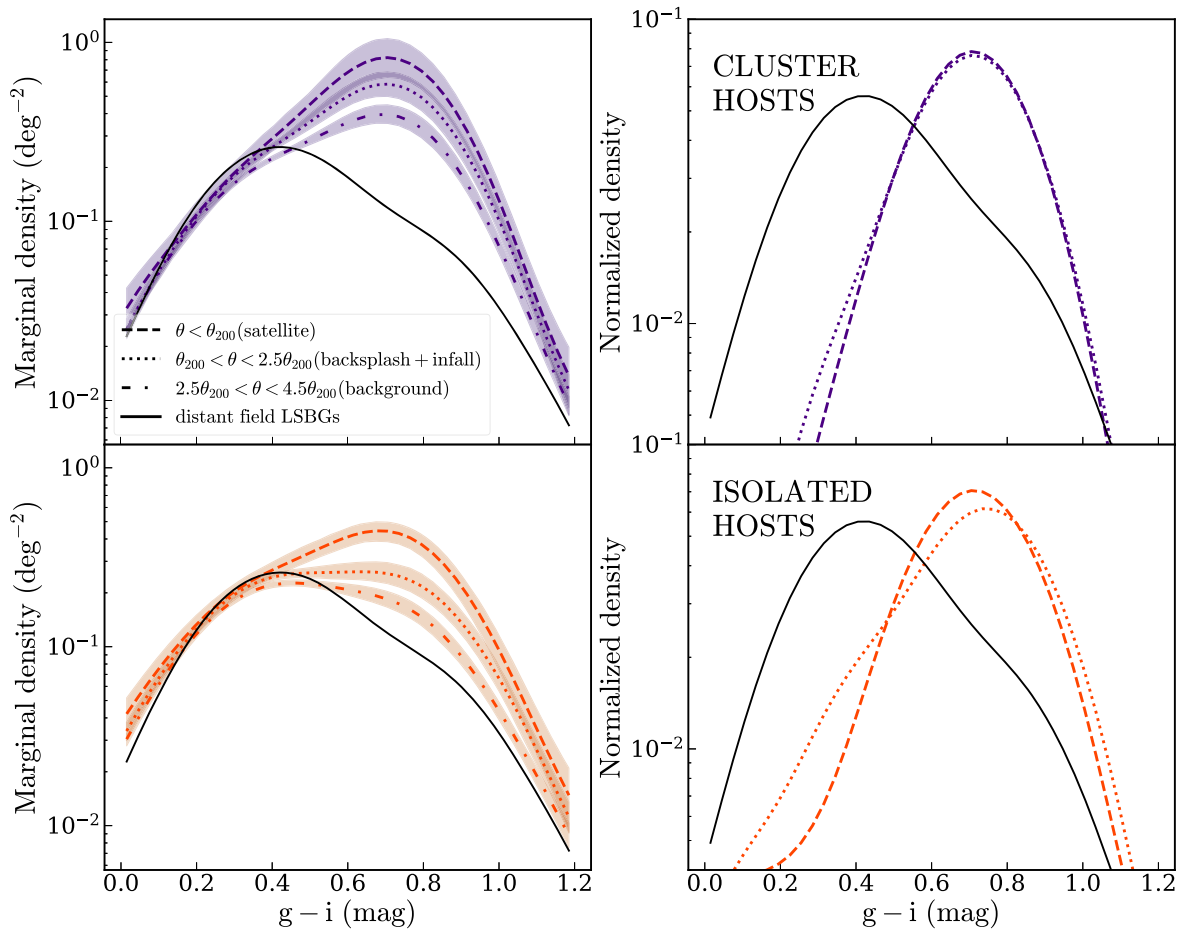 Marginal density (deg⁻²)
10⁰
10⁻¹
10⁻²
θ < θ₂₀₀(satellite)
θ₂₀₀ < θ < 2.5θ₂₀₀(backsplash + infall)
2.5θ₂₀₀ < θ < 4.5θ₂₀₀(background)
distant field LSBGs
Normalized density
10⁻¹
10⁻²
CLUSTER
HOSTS
Marginal density (deg⁻²)
10⁰
10⁻¹
10⁻²
0.0 0.2 0.4 0.6 0.8 1.0 1.2
g − i (mag)
Normalized density
10⁻¹
10⁻²
ISOLATED
HOSTS
0.0 0.2 0.4 0.6 0.8 1.0 1.2
g − i (mag)